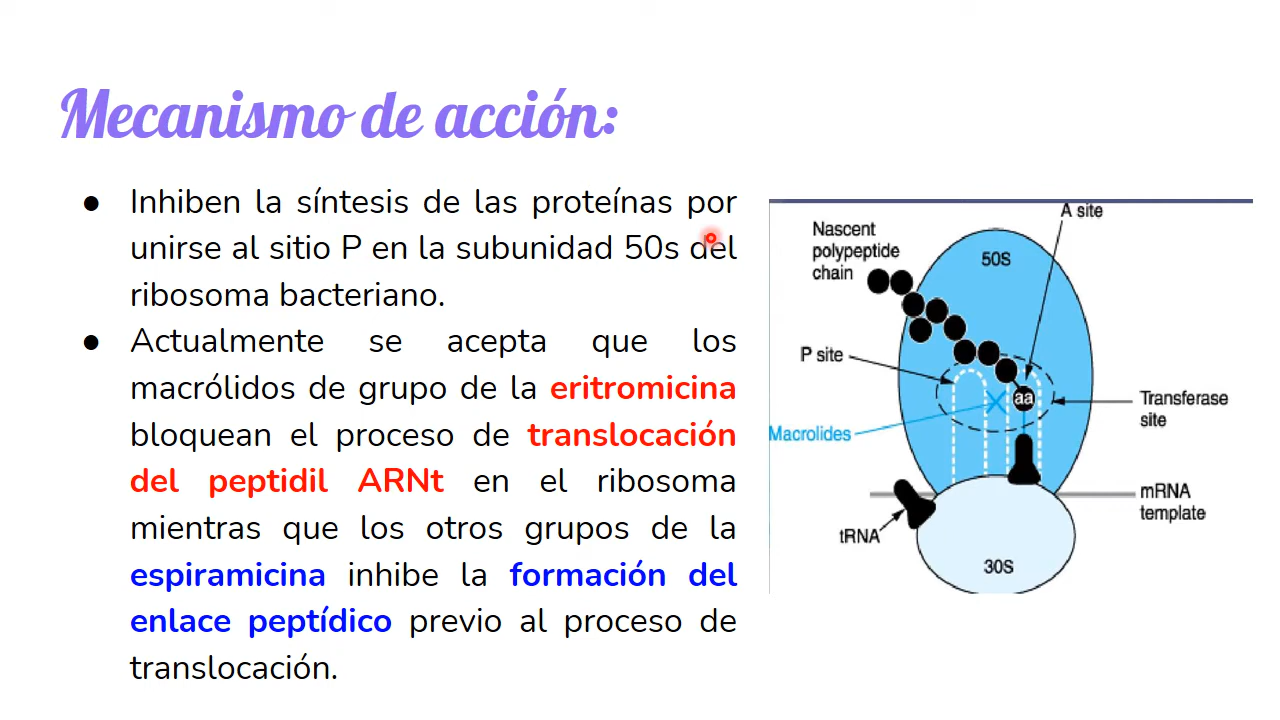 Mecanismo de acción:
● Inhiben la síntesis de las proteínas por
unirse al sitio P en la subunidad 50s del
ribosoma bacteriano.
● Actualmente se acepta que los
macrólidos de grupo de la eritromicina
bloquean el proceso de translocación
del peptidil ARNt en el ribosoma
mientras que los otros grupos de la
espiramicina inhibe la formación del
enlace peptídico previo al proceso de
translocación.
A site
Nascent
polypeptide
chain
50S
P site
aa
Transferase
site
Macrolides
mRNA
template
tRNA
30S